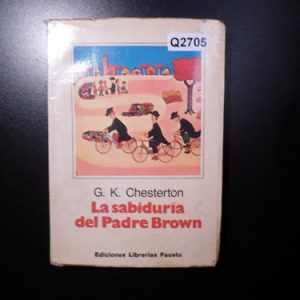 Q2705
G. K. Chesterton
La sabiduría
del Padre Brown
Ediciones Librerías Fausto